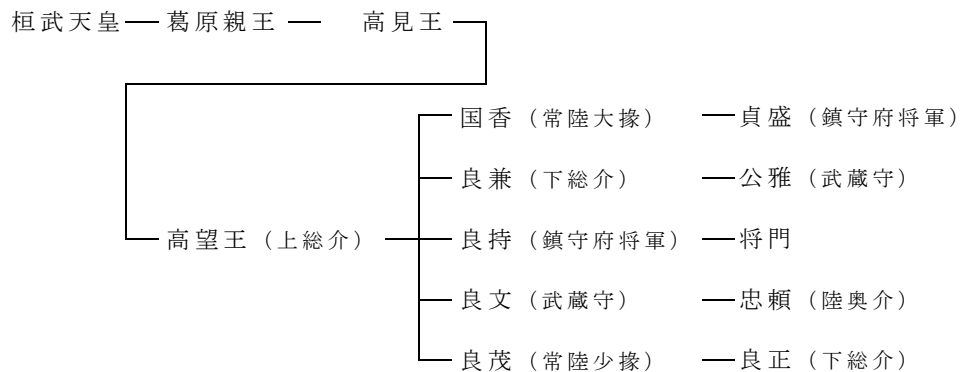 桓武天皇 葛原親王 高見王
国香（常陸大掾） 貞盛（鎮守府将軍）
良兼（下総介） 公雅（武蔵守）
高望王（上総介） 良持（鎮守府将軍） 将門
良文（武蔵守） 忠頼（陸奥介）
良茂（常陸少掾） 良正（下総介）